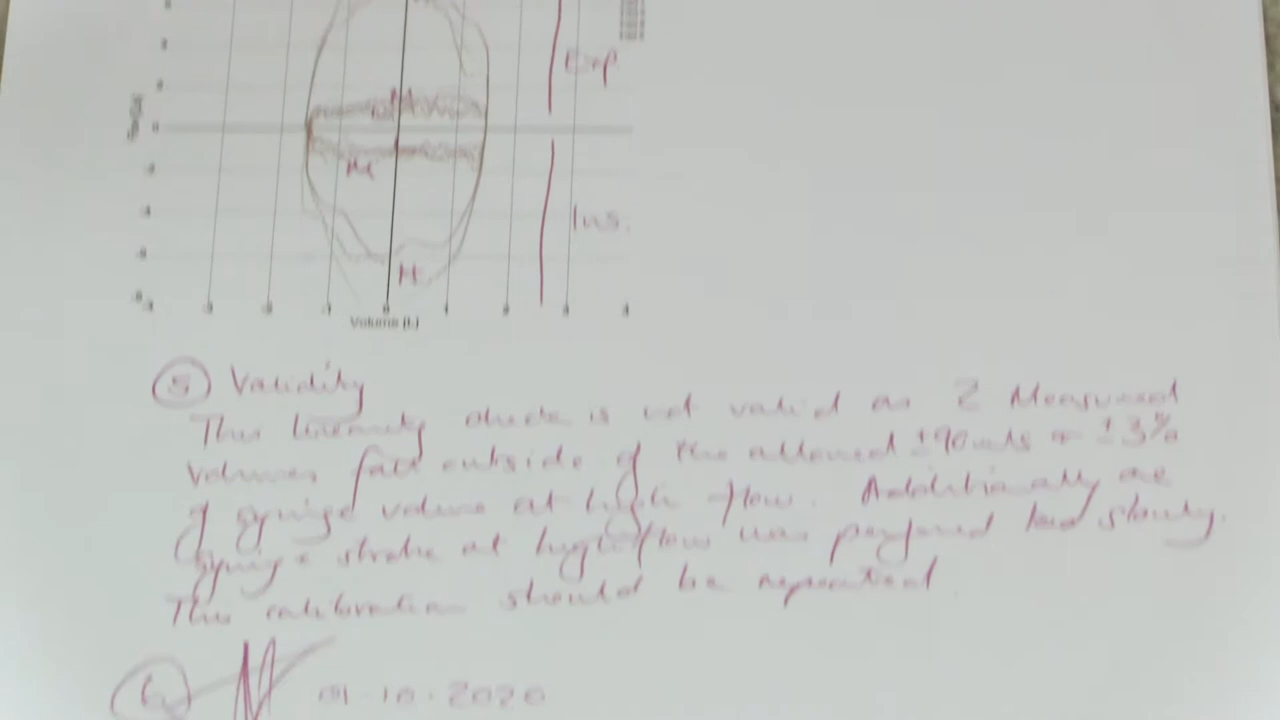 Exp
M
Ins.
H
Volume (L)
⑤ Validity
This linearity check is not valid as 2 Measured
Volumes fall outside of the allowed ±90mls or ±3%
of syringe volume at high flow. Additionally one
syringe stroke at high flow was performed too slowly.
This calibration should be repeated.
⑥ 01.10.2020